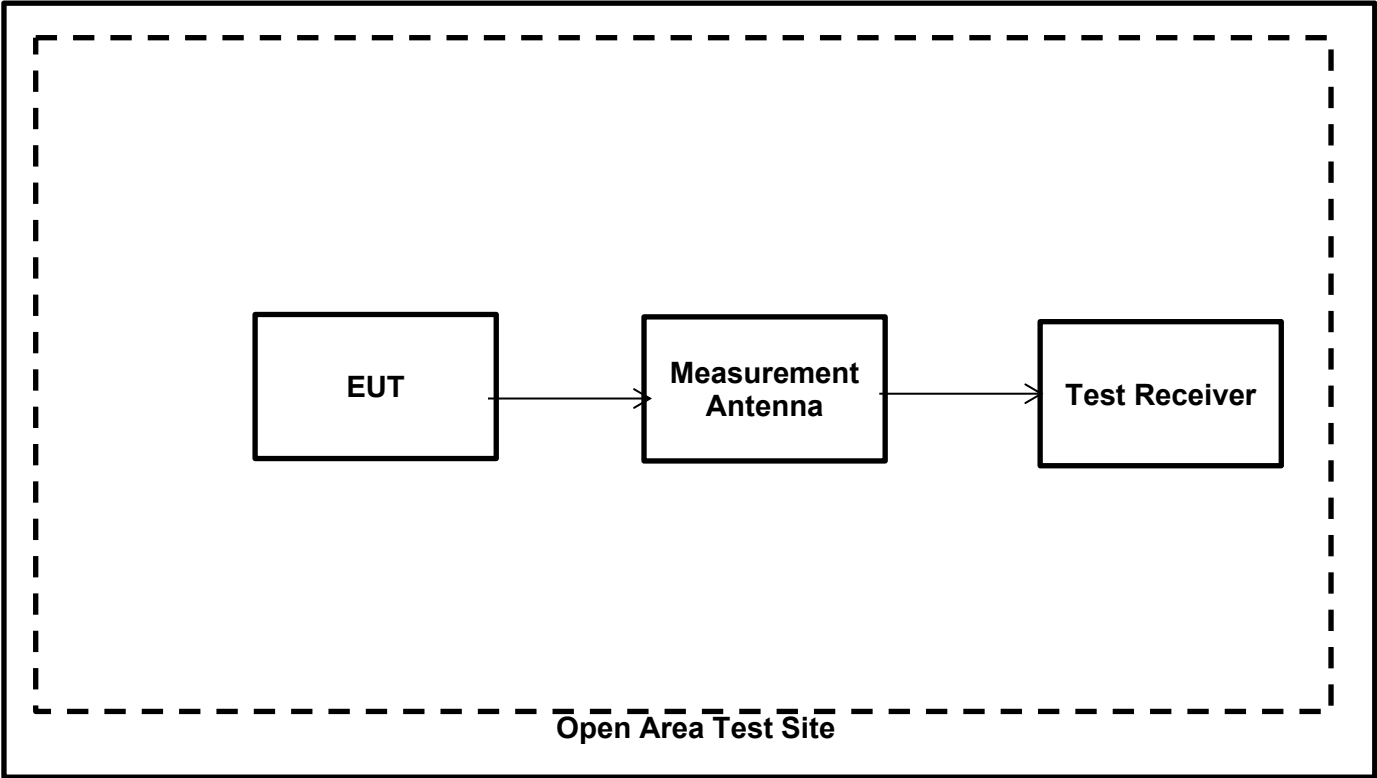 EUT
Measurement
Antenna
Test Receiver
Open Area Test Site